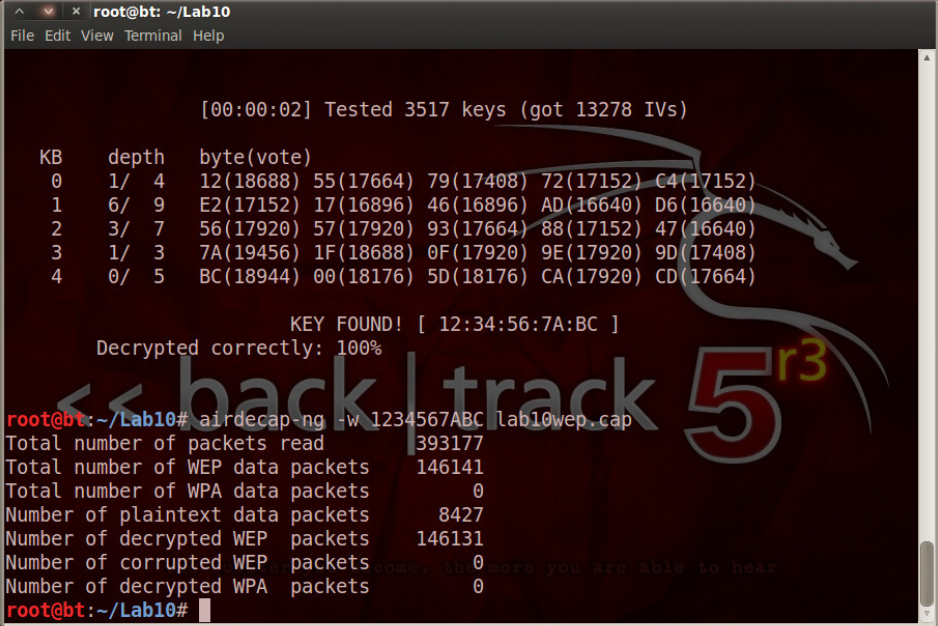 root@bt: ~/Lab10
File Edit View Terminal Help
[00:00:02] Tested 3517 keys (got 13278 IVs)
KB depth byte(vote)
0 1/ 4 12(18688) 55(17664) 79(17408) 72(17152) C4(17152)
1 6/ 9 E2(17152) 17(16896) 46(16896) AD(16640) D6(16640)
2 3/ 7 56(17920) 57(17920) 93(17664) 88(17152) 47(16640)
3 1/ 3 7A(19456) 1F(18688) 0F(17920) 9E(17920) 9D(17408)
4 0/ 5 BC(18944) 00(18176) 5D(18176) CA(17920) CD(17664)
KEY FOUND! [ 12:34:56:7A:BC ]
Decrypted correctly: 100%
<< back|track 5 r3
root@bt:~/Lab10# airdecap-ng -w 1234567ABC lab10wep.cap
Total number of packets read 393177
Total number of WEP data packets 146141
Total number of WPA data packets 0
Number of plaintext data packets 8427
Number of decrypted WEP packets 146131
Number of corrupted WEP packets 0
the more you are able to hear
Number of decrypted WPA packets 0
root@bt:~/Lab10#